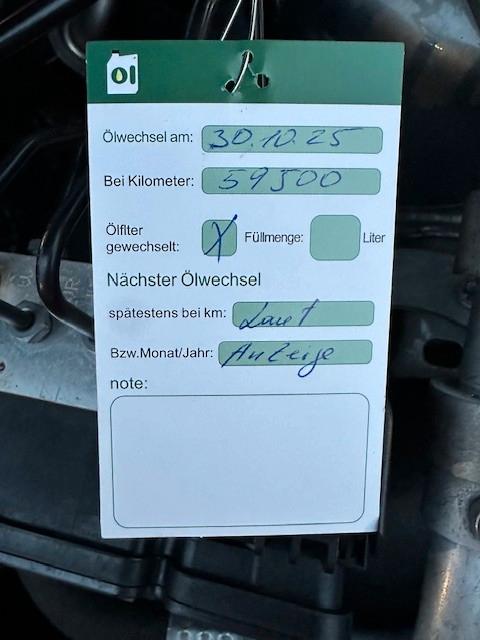 Öl
Ölwechsel am: 30.10.25
Bei Kilometer: 59500
Ölflter
gewechselt: X Füllmenge: Liter
Nächster Ölwechsel
spätestens bei km: Laut
Bzw.Monat/Jahr: Anzeige
note: